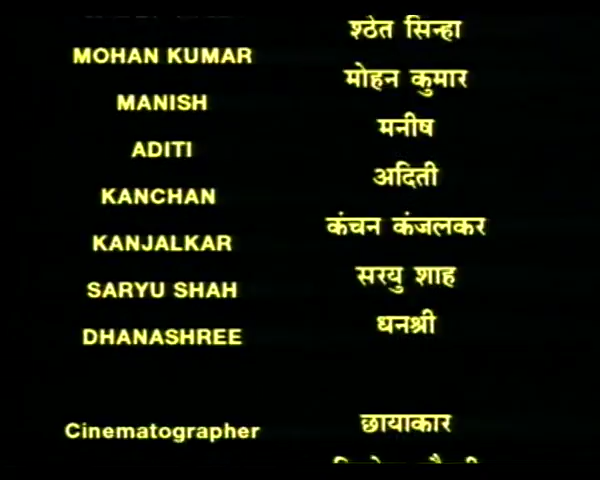 श्ठेत सिन्हा
MOHAN KUMAR
मोहन कुमार
MANISH
मनीष
ADITI
अदिती
KANCHAN
कंचन कंजलकर
KANJALKAR
सरयु शाह
SARYU SHAH
धनश्री
DHANASHREE
छायाकार
Cinematographer